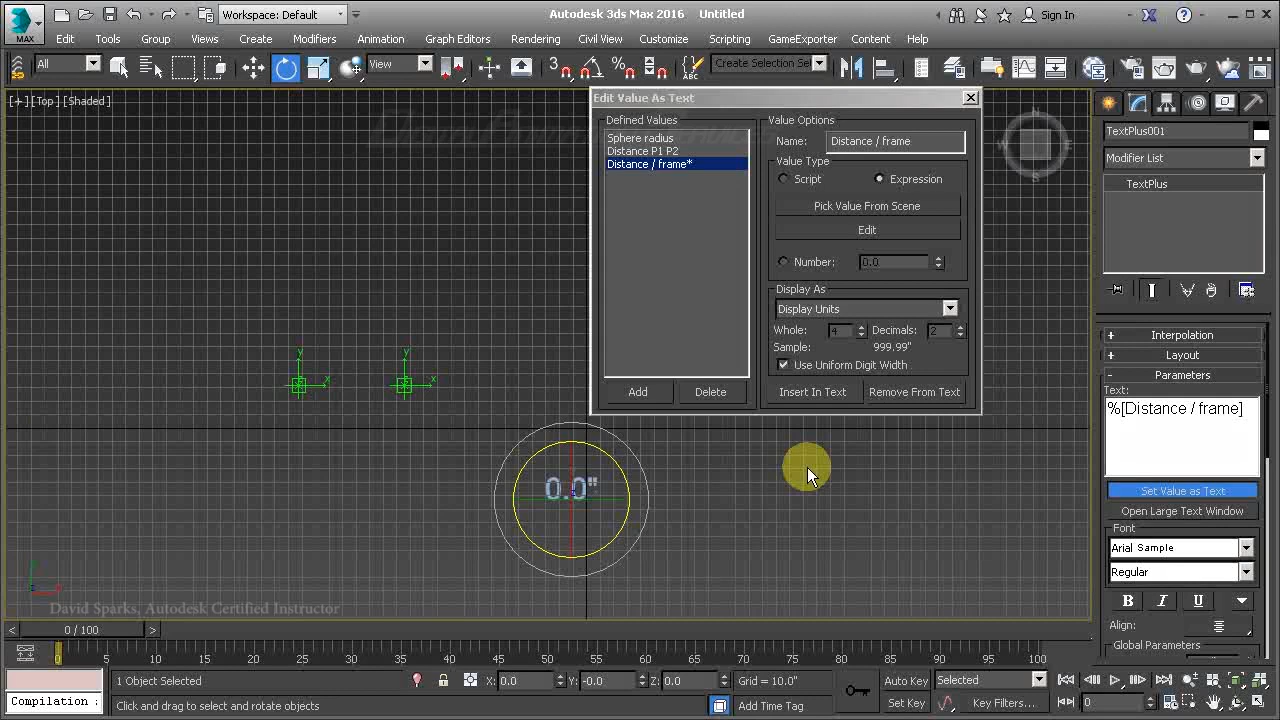 Workspace: Default
Autodesk 3ds Max 2016 Untitled
Sign In
MAX
Edit Tools Group Views Create Modifiers Animation Graph Editors Rendering Civil View Customize Scripting GameExporter Content Help
All
View
3
%
ABC
Create Selection Se
[+][Top][Shaded]
Edit Value As Text
Defined Values
Sphere radius
Distance P1 P2
Distance / frame*
Add
Delete
Value Options
Name: Distance / frame
Value Type
Script
Expression
Pick Value From Scene
Edit
Number: 0.0
Display As
Display Units
Whole: 4 Decimals: 2
Sample: 999.99"
Use Uniform Digit Width
Insert In Text
Remove From Text
N
W
E
S
TextPlus001
Modifier List
TextPlus
+ Interpolation
+ Layout
- Parameters
Text:
%[Distance / frame]
Set Value as Text
Open Large Text Window
Font
Arial Sample
Regular
B I U
Align:
Global Parameters
y
x
y
x
0.0"
David Sparks, Autodesk Certified Instructor
< 0 / 100 >
0 5 10 15 20 25 30 35 40 45 50 55 60 65 70 75 80 85 90 95 100
1 Object Selected
X: 0.0 Y: -0.0 Z: 0.0 Grid = 10.0"
Auto Key
Selected
Compilation :
Click and drag to select and rotate objects
Add Time Tag
Set Key
Key Filters...
0